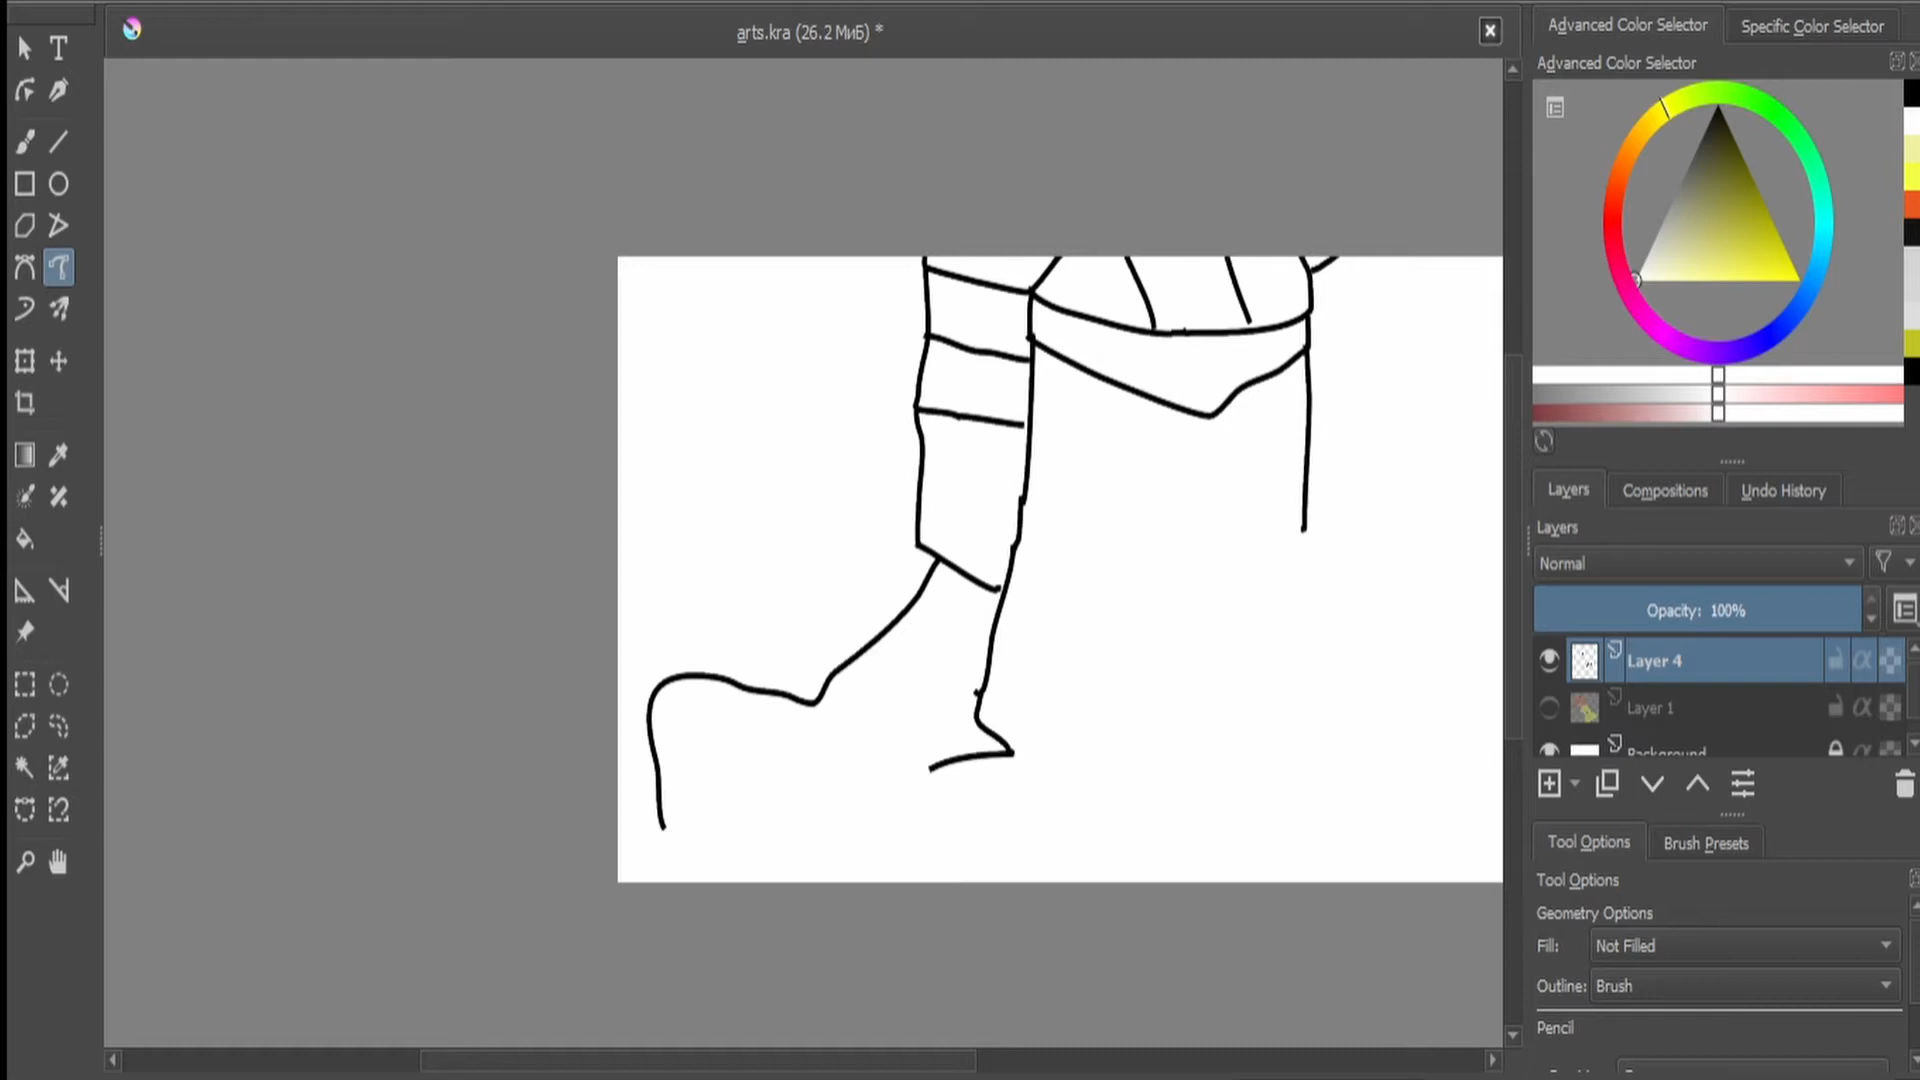 arts.kra (26.2 МиБ) *
Advanced Color Selector
Specific Color Selector
Advanced Color Selector
Layers
Compositions
Undo History
Layers
Normal
Opacity: 100%
Layer 4
Layer 1
Background
Tool Options
Brush Presets
Tool Options
Geometry Options
Fill: Not Filled
Outline: Brush
Pencil